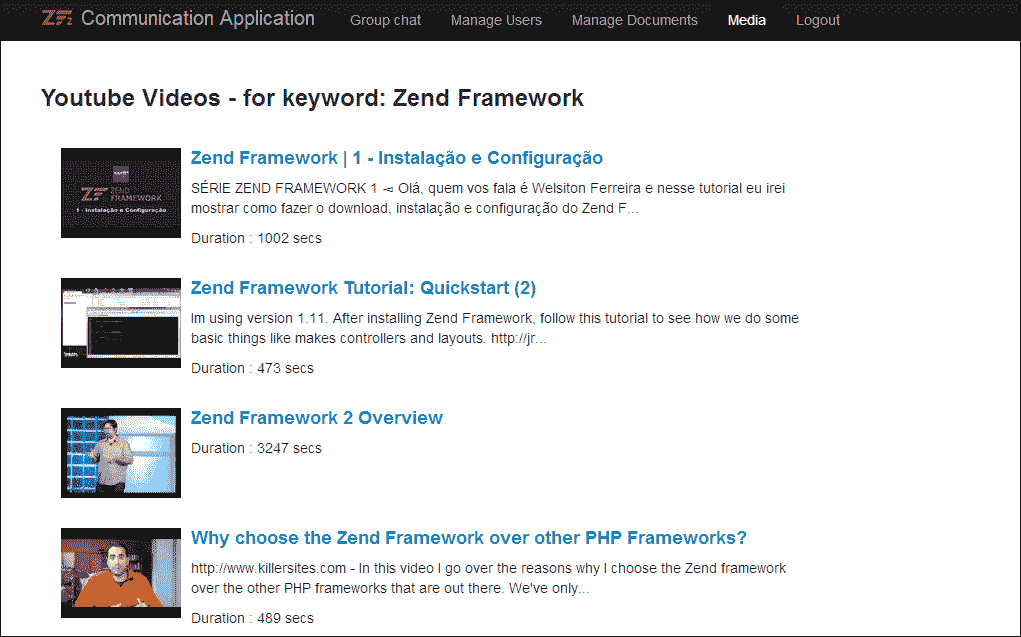 ZF2 Communication Application Group chat Manage Users Manage Documents Media Logout
Youtube Videos - for keyword: Zend Framework
Zend Framework | 1 - Instalação e Configuração
SÉRIE ZEND FRAMEWORK 1 ◅ Olá, quem vos fala é Welsiton Ferreira e nesse tutorial eu irei
mostrar como fazer o download, instalação e configuração do Zend F...
Duration : 1002 secs
ZF ZEND
FRAMEWORK
1 - Instalação e Configuração
Zend Framework Tutorial: Quickstart (2)
Im using version 1.11. After installing Zend Framework, follow this tutorial to see how we do some
basic things like makes controllers and layouts. http://jr...
Duration : 473 secs
Zend Framework 2 Overview
Duration : 3247 secs
Why choose the Zend Framework over other PHP Frameworks?
http://www.killersites.com - In this video I go over the reasons why I choose the Zend framework
over the other PHP frameworks that are out there. We've only...
Duration : 489 secs